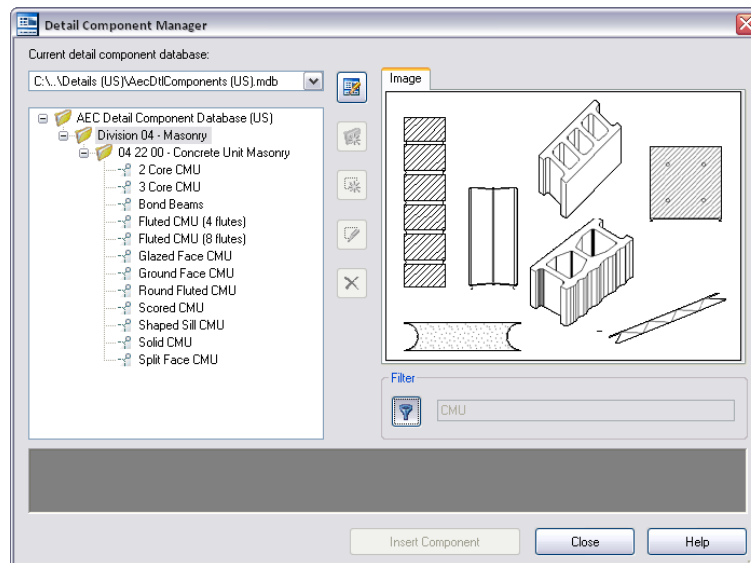 Detail Component Manager
Current detail component database:
C:\..\Details (US)\AecDtlComponents (US).mdb
Image
AEC Detail Component Database (US)
Division 04 - Masonry
04 22 00 - Concrete Unit Masonry
2 Core CMU
3 Core CMU
Bond Beams
Fluted CMU (4 flutes)
Fluted CMU (8 flutes)
Glazed Face CMU
Ground Face CMU
Round Fluted CMU
Scored CMU
Shaped Sill CMU
Solid CMU
Split Face CMU
Filter
CMU
Insert Component
Close
Help